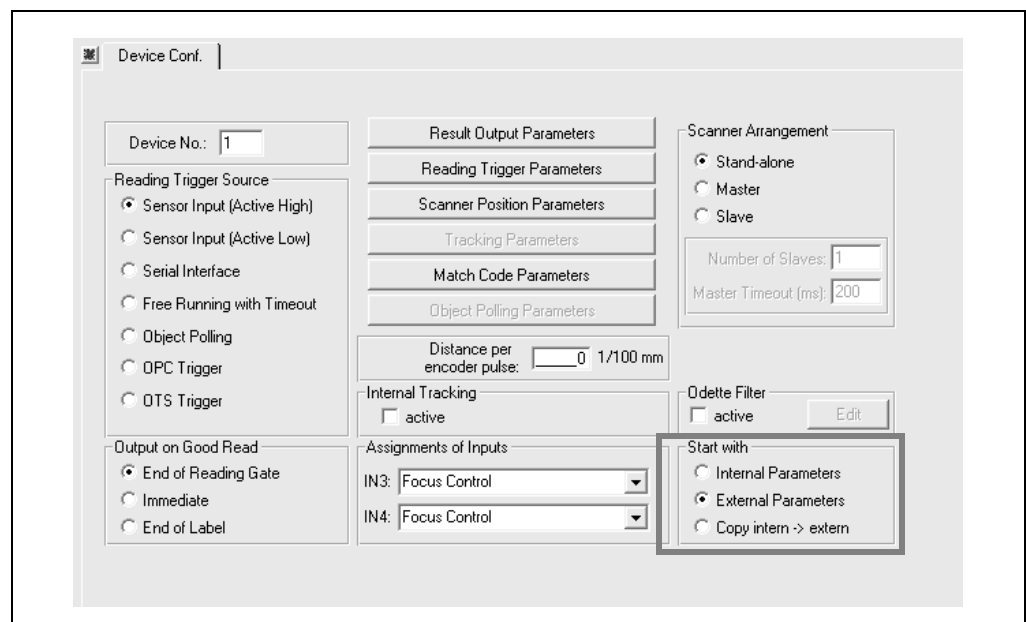 Device Conf.
Device No.: 1
Reading Trigger Source
Sensor Input (Active High)
Sensor Input (Active Low)
Serial Interface
Free Running with Timeout
Object Polling
OPC Trigger
OTS Trigger
Output on Good Read
End of Reading Gate
Immediate
End of Label
Result Output Parameters
Reading Trigger Parameters
Scanner Position Parameters
Tracking Parameters
Match Code Parameters
Object Polling Parameters
Distance per
encoder pulse: _____0 1/100 mm
Internal Tracking
active
Assignments of Inputs
IN3: Focus Control
IN4: Focus Control
Scanner Arrangement
Stand-alone
Master
Slave
Number of Slaves: 1
Master Timeout (ms): 200
Odette Filter
active Edit
Start with
Internal Parameters
External Parameters
Copy intern -> extern